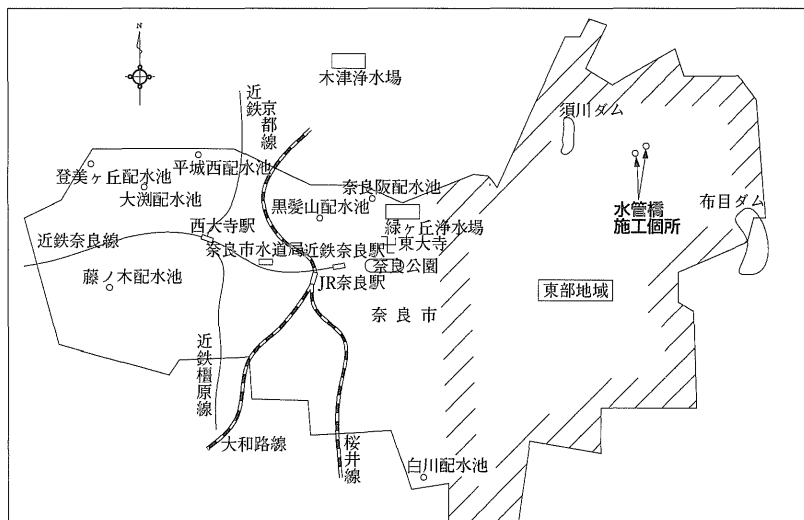 N
木津浄水場
近鉄京都線
須川ダム
登美ヶ丘配水池
平城西配水池
大渕配水池
奈良阪配水池
黒髪山配水池
緑ヶ丘浄水場
水管橋
施工個所
布目ダム
西大寺駅
近鉄奈良線
奈良市水道局
近鉄奈良駅
東大寺
奈良公園
藤ノ木配水池
JR奈良駅
奈良市
東部地域
近鉄橿原線
大和路線
桜井線
白川配水池